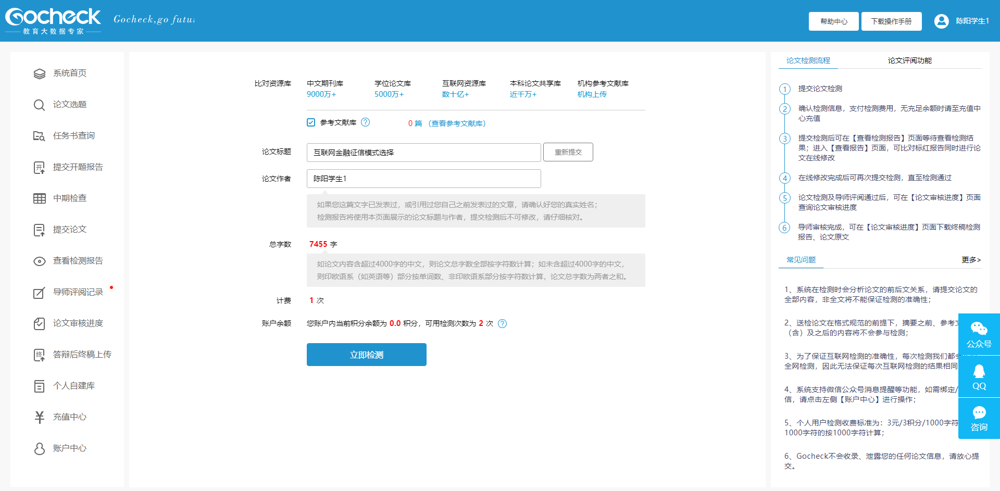 Gocheck
教育大数据专家
Gocheck,go futu
帮助中心
下载操作手册
陈阳学生1
系统首页
论文选题
任务书查询
提交开题报告
中期检查
提交论文
查看检测报告
导师评阅记录
论文审核进度
答辩后终稿上传
个人自建库
充值中心
账户中心
比对资源库 中文期刊库 学位论文库 互联网资源库 本科论文共享库 机构参考文献库
9000万+ 5000万+ 数十亿+ 近千万+ 机构上传
参考文献库 ? 0 篇 (查看参考文献库)
论文标题 互联网金融征信模式选择 重新提交
论文作者 陈阳学生1
如果您这篇文字已发表过，或引用过您自己之前发表过的文章，请确认好您的真实姓名；
检测报告将使用本页面展示的论文标题与作者，提交检测后不可修改，请仔细核对。
总字数 7455 字
如论文内容含超过4000字的中文，则论文总字数全部按字符数计算；如未含超过4000字的中文，
则印欧语系（如英语等）部分按单词数、非印欧语系部分按字符数计算，论文总字数为两者之和。
计费 1 次
账户余额 您账户内当前积分余额为 0.0 积分，可用检测次数为 2 次 ?
立即检测
论文检测流程 论文评阅功能
1 提交论文检测
2 确认检测信息，支付检测费用，无充足余额时请至充值中
心充值
3 提交检测后可在【查看检测报告】页面等待查看检测结
果；进入【查看报告】页面，可比对标红报告同时进行论
文在线修改
4 在线修改完成后可再次提交检测，直至检测通过
5 论文检测及导师评阅通过后，可在【论文审核进度】页面
查询论文审核进度
6 导师审核完成，可在【论文审核进度】页面下载终稿检测
报告、论文原文
常见问题 更多>
1、系统在检测时会分析论文的前后文关系，请提交论文的
全部内容，非全文将不能保证检测的准确性；
2、送检论文在格式规范的前提下，摘要之前、参考文
（含）及之后的内容将不会参与检测；
3、为了保证互联网检测的准确性，每次检测我们都会
全网检测，因此无法保证每次互联网检测的结果相同
4、系统支持微信公众号消息提醒等功能，如需绑定/
信，请点击左侧【账户中心】进行操作；
5、个人用户检测收费标准为：3元/3积分/1000字符
1000字符的按1000字符计算；
6、Gocheck不会收录、泄露您的任何论文信息，请放心提
交。
公众号
QQ
咨询